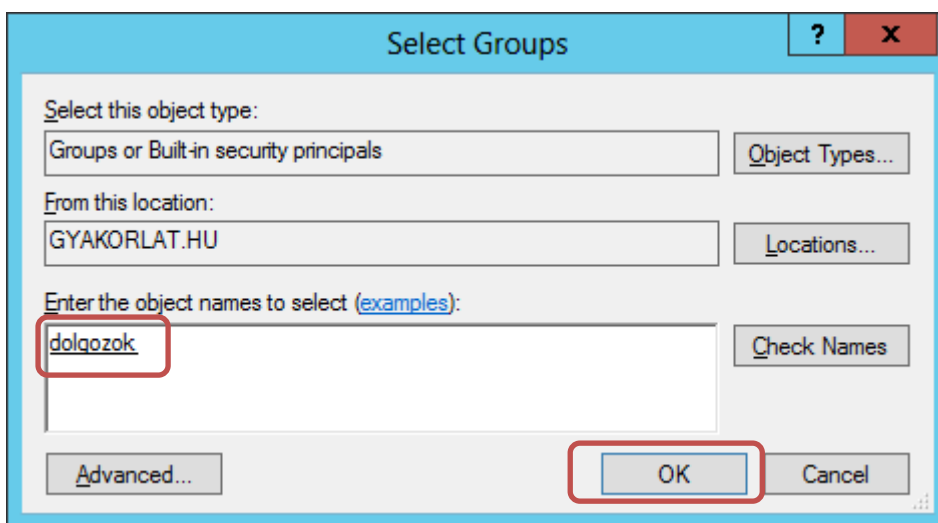 Select Groups
? x
Select this object type:
Groups or Built-in security principals
Object Types...
From this location:
GYAKORLAT.HU
Locations...
Enter the object names to select (examples):
dolgozok
Check Names
Advanced...
OK
Cancel